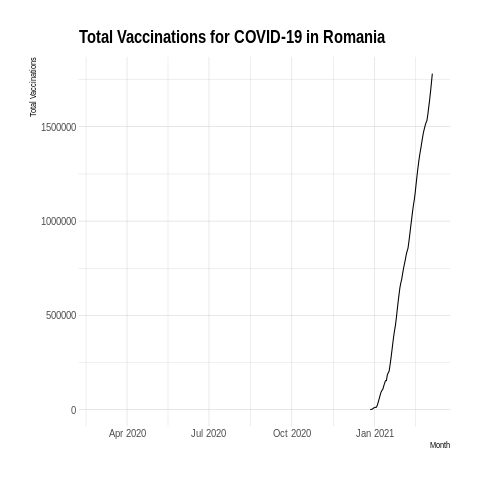 Total Vaccinations for COVID-19 in Romania
Total Vaccinations
1500000
1000000
500000
0
Apr 2020 Jul 2020 Oct 2020 Jan 2021
Month